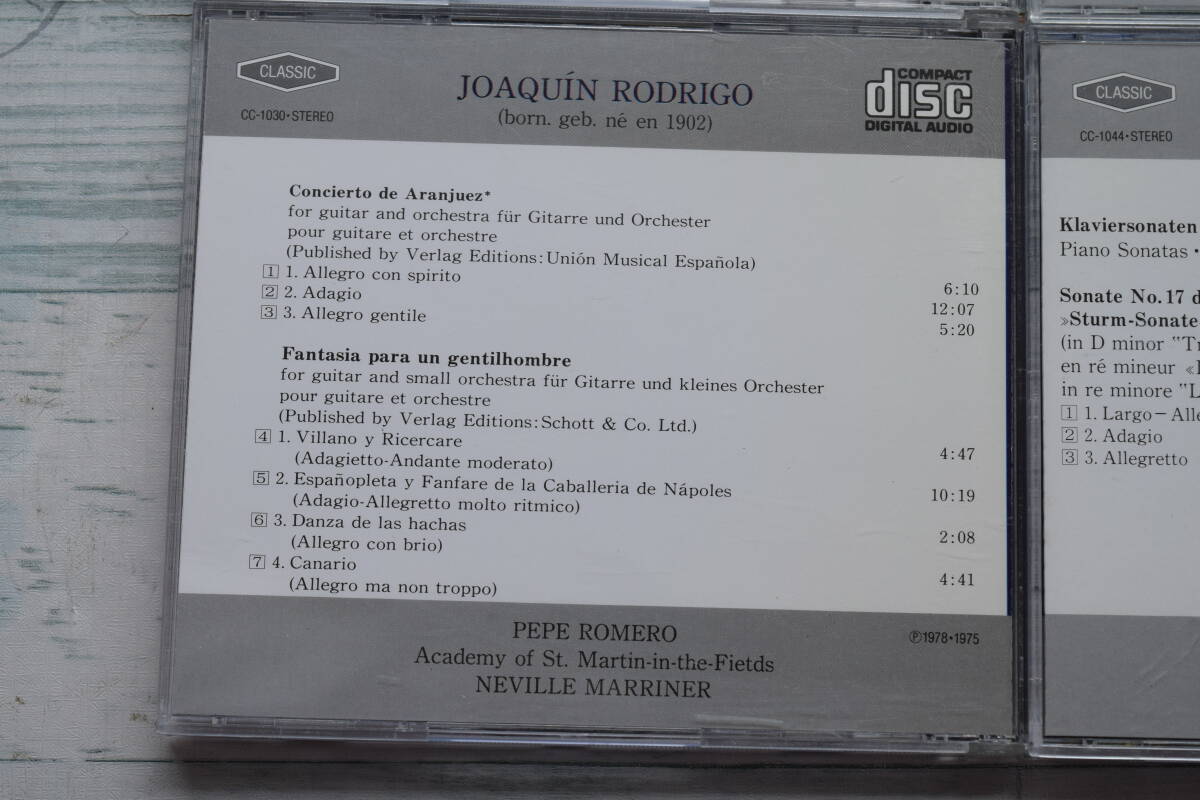 CLASSIC
CC-1030・STEREO
JOAQUÍN RODRIGO
(born. geb. né en 1902)
COMPACT
disc
DIGITAL AUDIO
Concierto de Aranjuez*
for guitar and orchestra für Gitarre und Orchester
pour guitare et orchestre
(Published by Verlag Editions:Unión Musical Española)
1 1. Allegro con spirito 6:10
2 2. Adagio 12:07
3 3. Allegro gentile 5:20
Fantasia para un gentilhombre
for guitar and small orchestra für Gitarre und kleines Orchester
pour guitare et orchestre
(Published by Verlag Editions:Schott & Co. Ltd.)
4 1. Villano y Ricercare
(Adagietto-Andante moderato) 4:47
5 2. Españopleta y Fanfare de la Caballeria de Nápoles
(Adagio-Allegretto molto ritmico) 10:19
6 3. Danza de las hachas
(Allegro con brio) 2:08
7 4. Canario
(Allegro ma non troppo) 4:41
PEPE ROMERO
Academy of St. Martin-in-the-Fietds
NEVILLE MARRINER
Ⓟ1978・1975
CLASSIC
CC-1044・STEREO
Klaviersonaten
Piano Sonatas・
Sonate No.17 d
»Sturm-Sonate
(in D minor "T
en ré mineur «
in re minore "L
1 1. Largo－Alle
2 2. Adagio
3 3. Allegretto